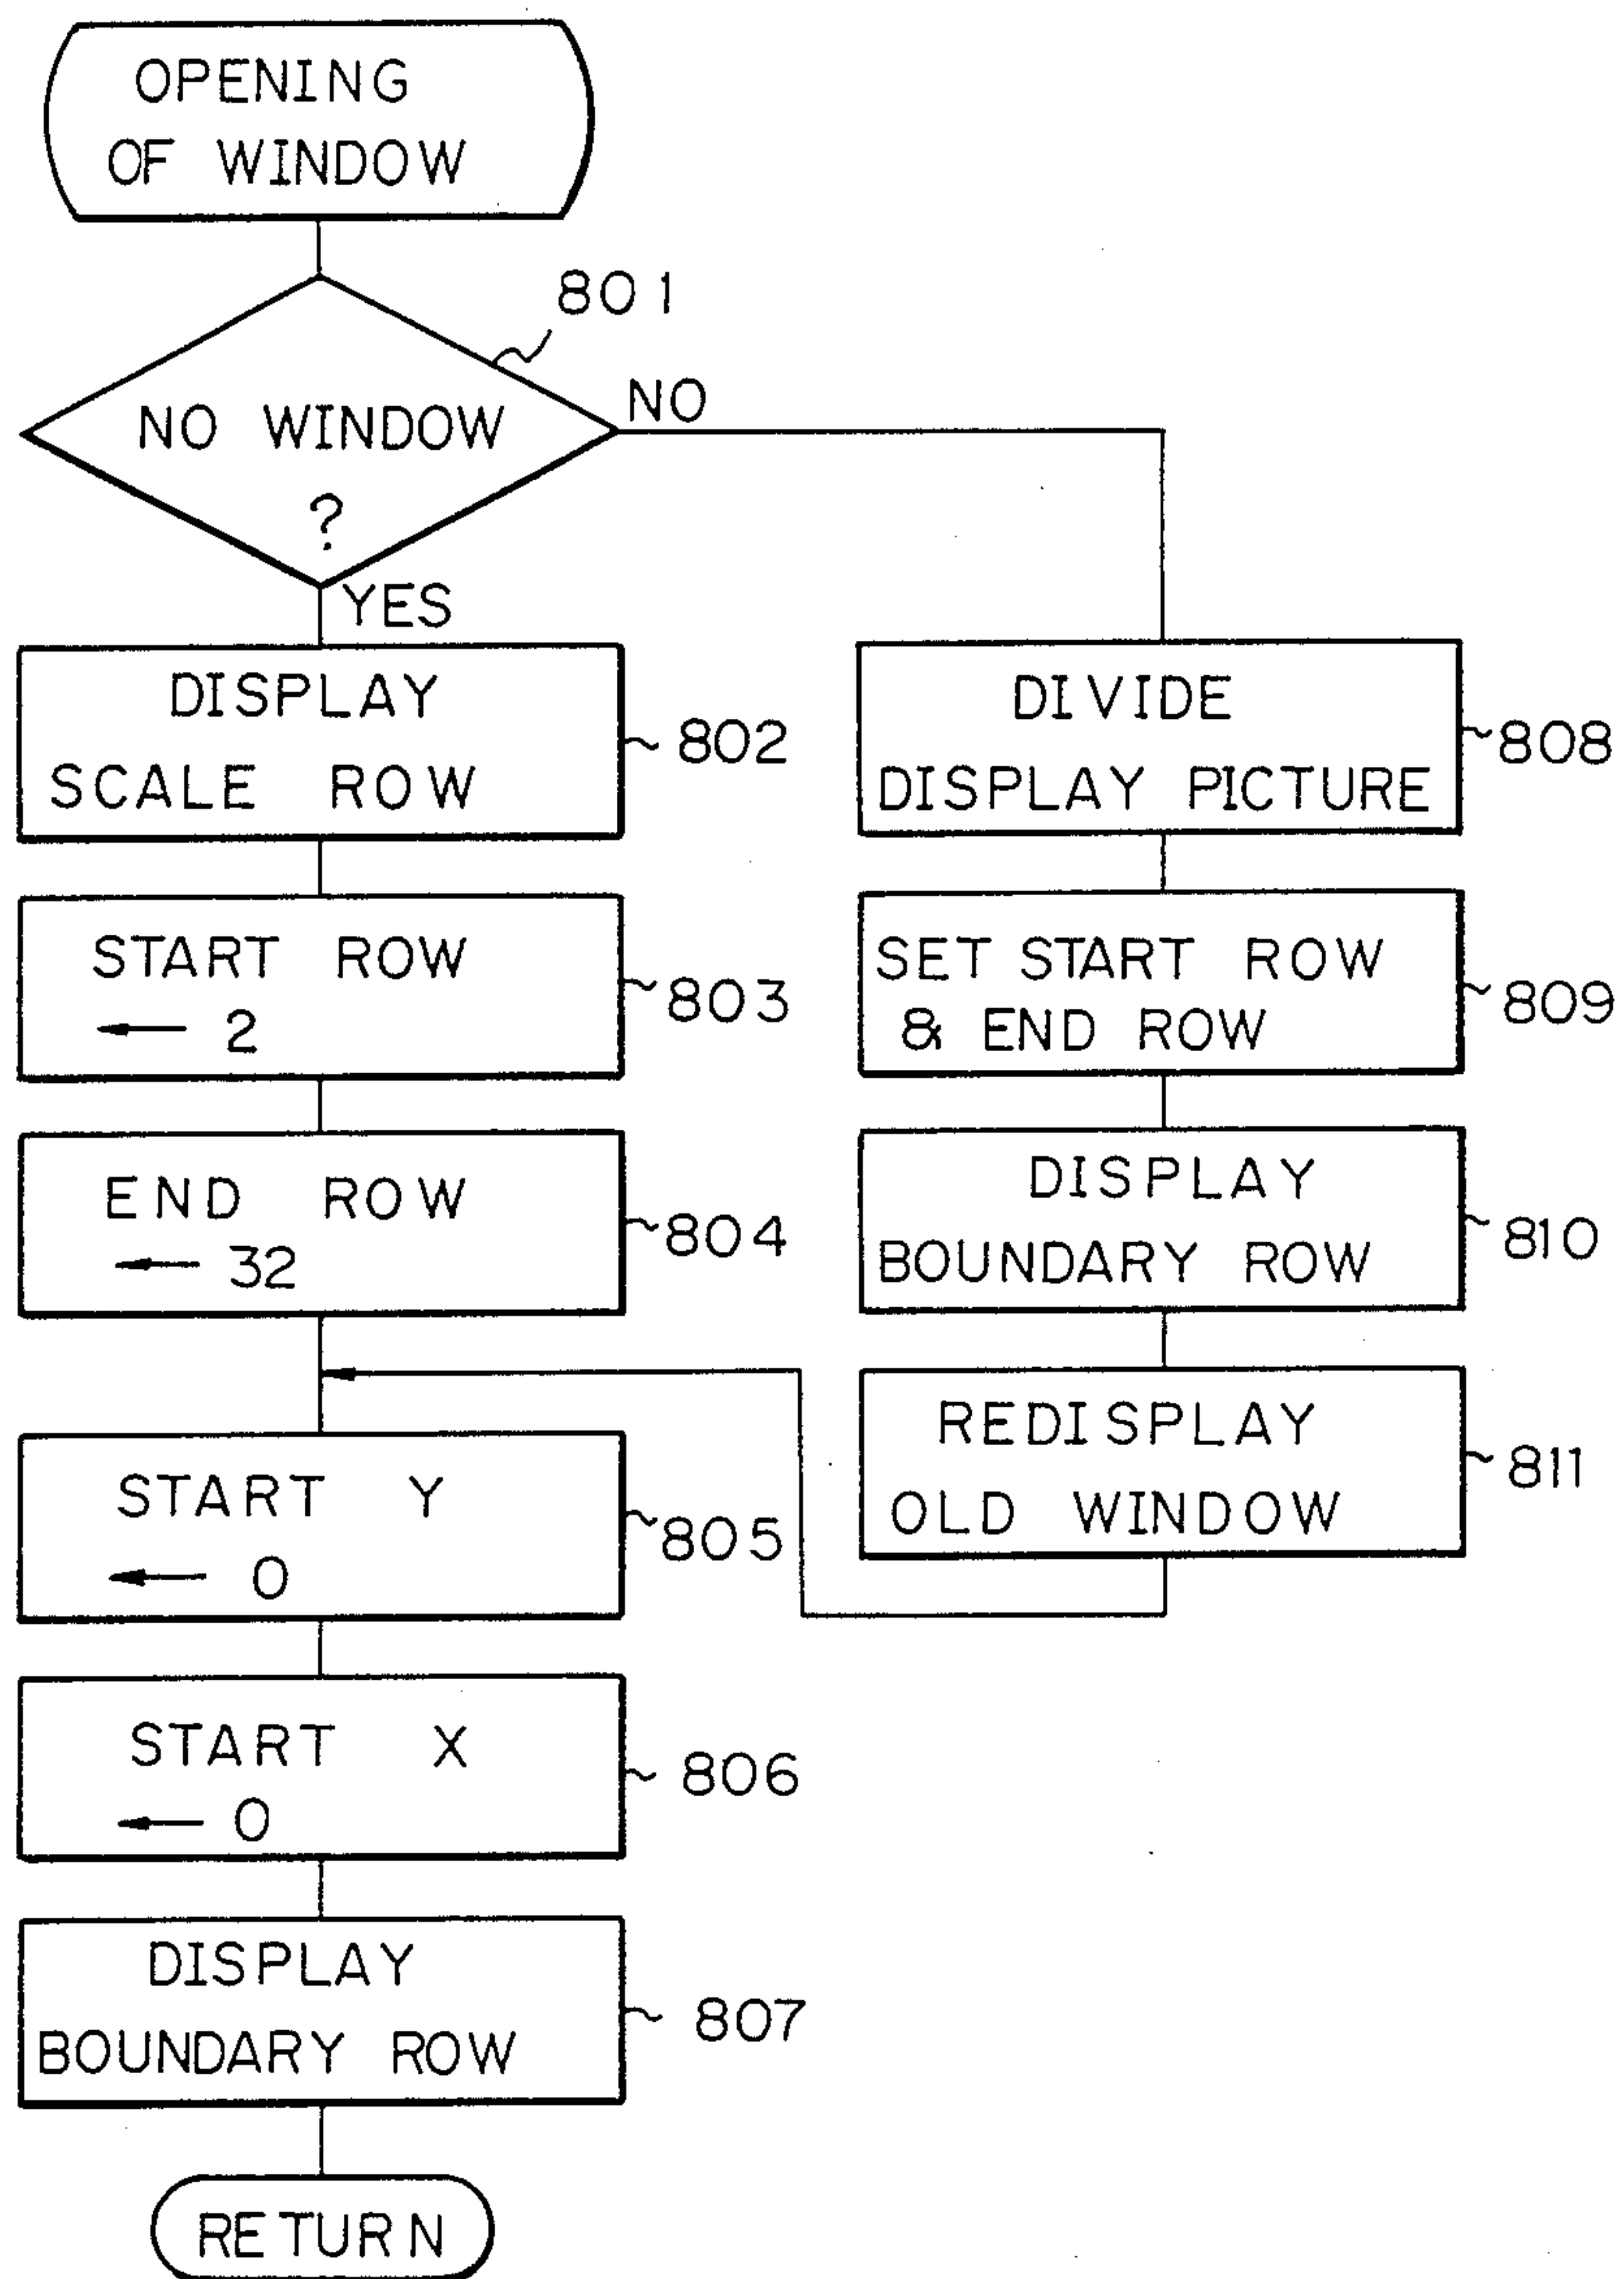 OPENING
OF WINDOW
801
NO WINDOW
?
NO
YES
DISPLAY
SCALE ROW
802
START ROW
← 2
803
END ROW
← 32
804
START Y
← 0
805
START X
← 0
806
DISPLAY
BOUNDARY ROW
807
RETURN
DIVIDE
DISPLAY PICTURE
808
SET START ROW
& END ROW
809
DISPLAY
BOUNDARY ROW
810
REDISPLAY
OLD WINDOW
811